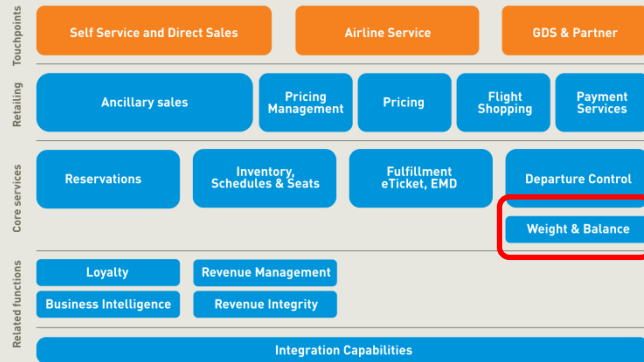 Touchpoints
Self Service and Direct Sales
Airline Service
GDS & Partner
Retailing
Ancillary sales
Pricing
Management
Pricing
Flight
Shopping
Payment
Services
Core services
Reservations
Inventory,
Schedules & Seats
Fulfillment
eTicket, EMD
Departure Control
Weight & Balance
Related functions
Loyalty
Revenue Management
Business Intelligence
Revenue Integrity
Integration Capabilities